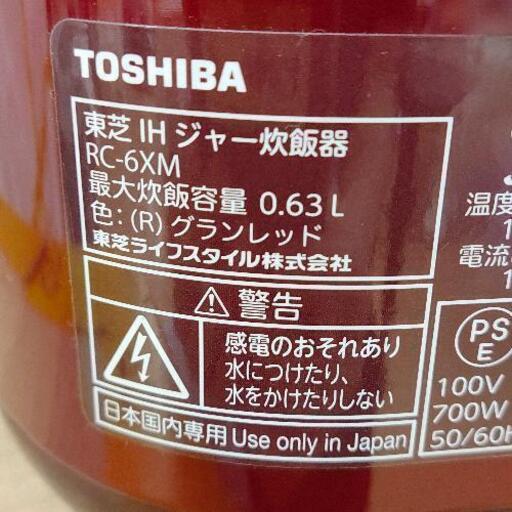 TOSHIBA
東芝 IH ジャー炊飯器
RC-6XM
最大炊飯容量 0.63 L
色：(R) グランレッド
東芝ライフスタイル株式会社
⚠ 警告
感電のおそれあり
水につけたり、
水をかけたりしない
日本国内専用 Use only in Japan
温度
電流
PS
E
100V
700W
50/60H